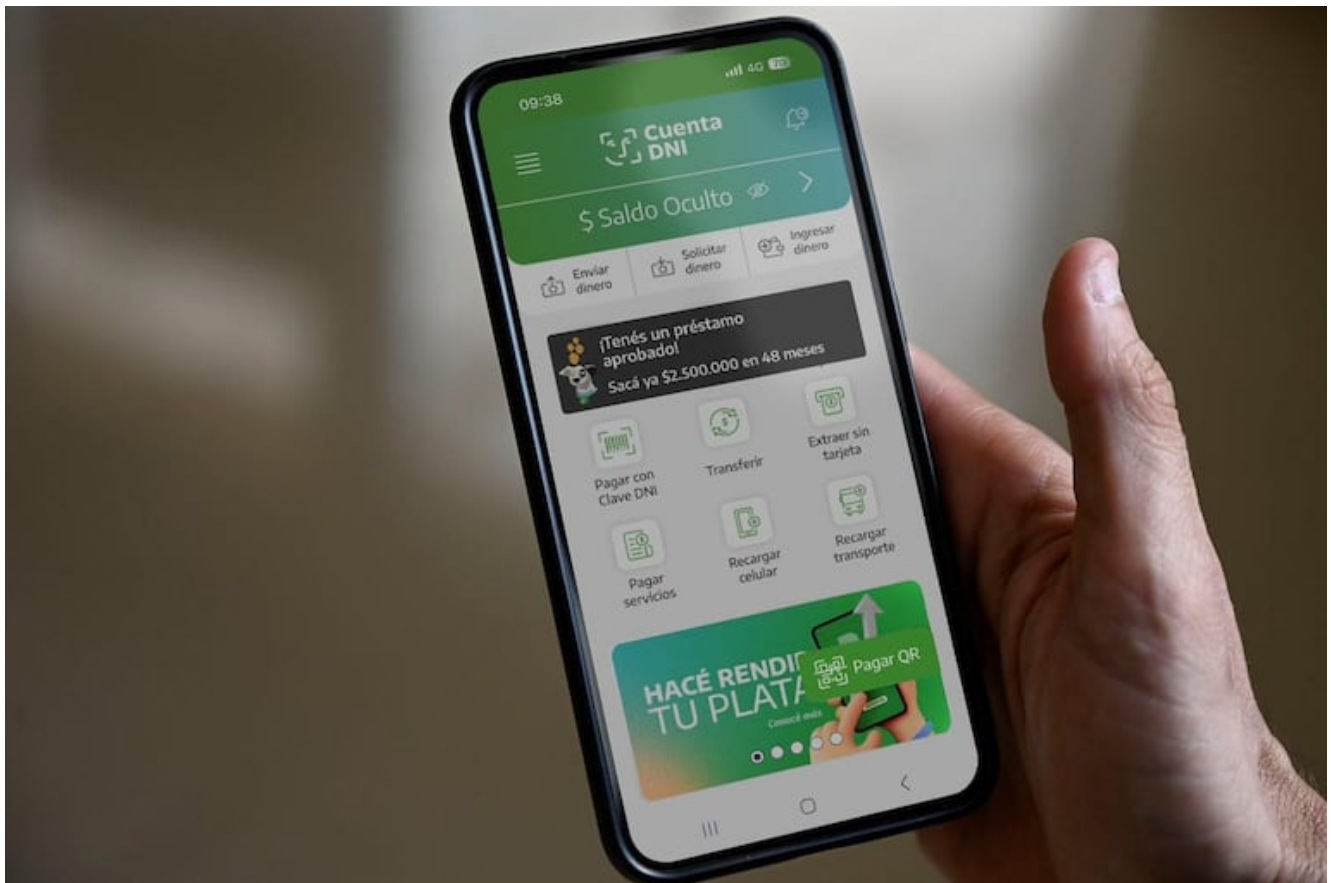 09:38
4G
Cuenta
DNI
$ Saldo Oculto
Enviar
dinero
Solicitar
dinero
Ingresar
dinero
¡Tenés un préstamo
aprobado!
Sacá ya $2.500.000 en 48 meses
Pagar con
Clave DNI
Transferir
Extraer sin
tarjeta
Pagar
servicios
Recargar
celular
Recargar
transporte
HACÉ RENDI
TU PLATA
Conocé más
Pagar QR